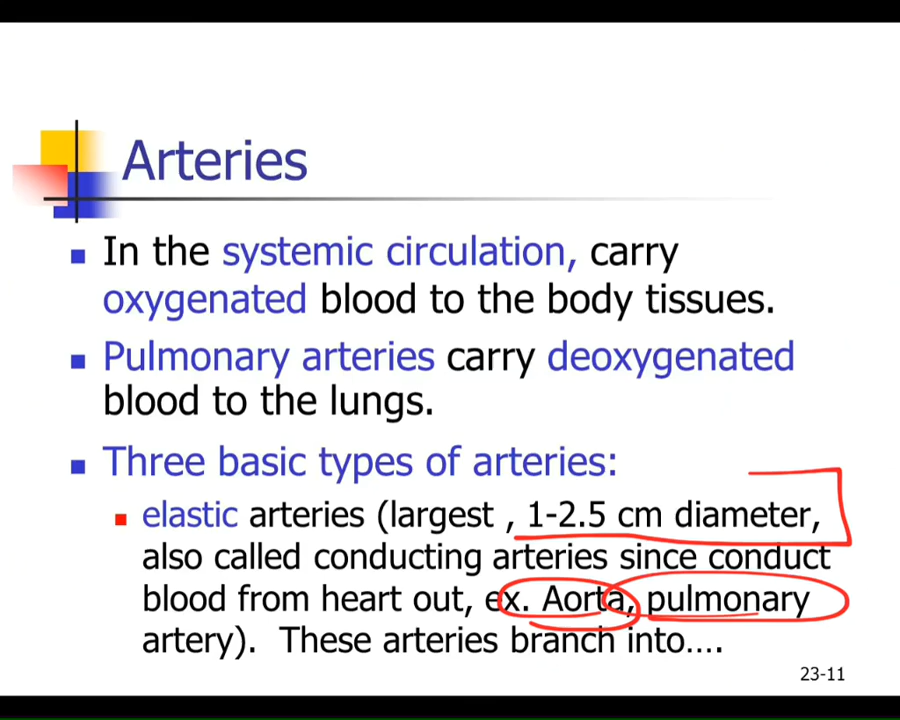 Arteries
In the systemic circulation, carry
oxygenated blood to the body tissues.
Pulmonary arteries carry deoxygenated
blood to the lungs.
Three basic types of arteries:
elastic arteries (largest , 1-2.5 cm diameter,
also called conducting arteries since conduct
blood from heart out, ex. Aorta, pulmonary
artery).  These arteries branch into....
23-11